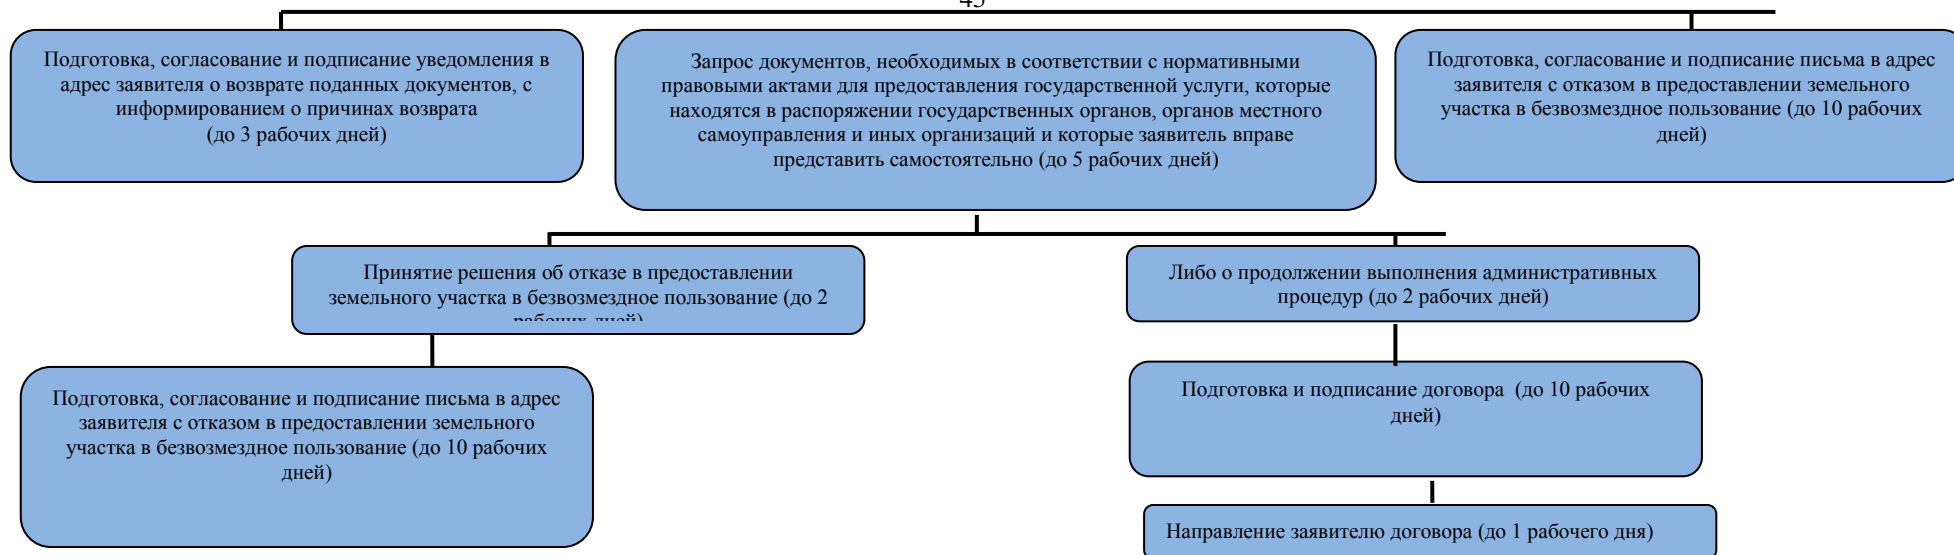 45
Подготовка, согласование и подписание уведомления в
адрес заявителя о возврате поданных документов, с
информированием о причинах возврата
(до 3 рабочих дней)
Запрос документов, необходимых в соответствии с нормативными
правовыми актами для предоставления государственной услуги, которые
находятся в распоряжении государственных органов, органов местного
самоуправления и иных организаций и которые заявитель вправе
представить самостоятельно (до 5 рабочих дней)
Подготовка, согласование и подписание письма в адрес
заявителя с отказом в предоставлении земельного
участка в безвозмездное пользование (до 10 рабочих
дней)
Принятие решения об отказе в предоставлении
земельного участка в безвозмездное пользование (до 2
рабочих дней)
Либо о продолжении выполнения административных
процедур (до 2 рабочих дней)
Подготовка, согласование и подписание письма в адрес
заявителя с отказом в предоставлении земельного
участка в безвозмездное пользование (до 10 рабочих
дней)
Подготовка и подписание договора (до 10 рабочих
дней)
Направление заявителю договора (до 1 рабочего дня)